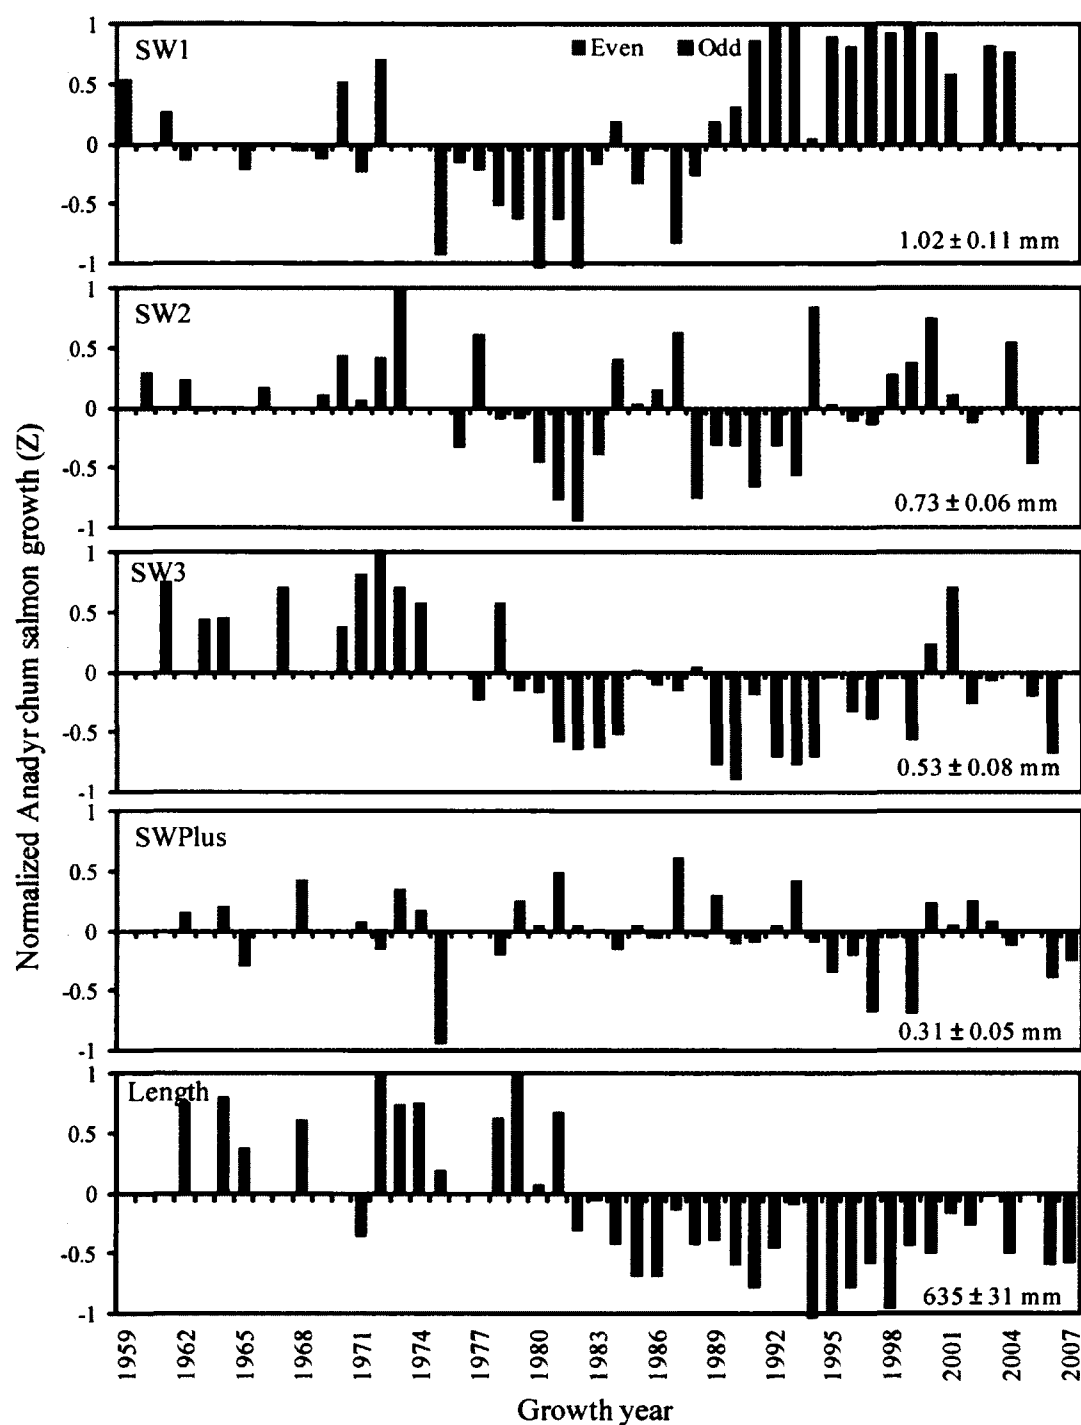 Normalized Anadyr chum salmon growth (Z)
SW1
Even
Odd
1
0.5
0
-0.5
-1
1.02 ± 0.11 mm
SW2
1
0.5
0
-0.5
-1
0.73 ± 0.06 mm
SW3
1
0.5
0
-0.5
-1
0.53 ± 0.08 mm
SWPlus
1
0.5
0
-0.5
-1
0.31 ± 0.05 mm
Length
1
0.5
0
-0.5
-1
635 ± 31 mm
1959 1962 1965 1968 1971 1974 1977 1980 1983 1986 1989 1992 1995 1998 2001 2004 2007
Growth year